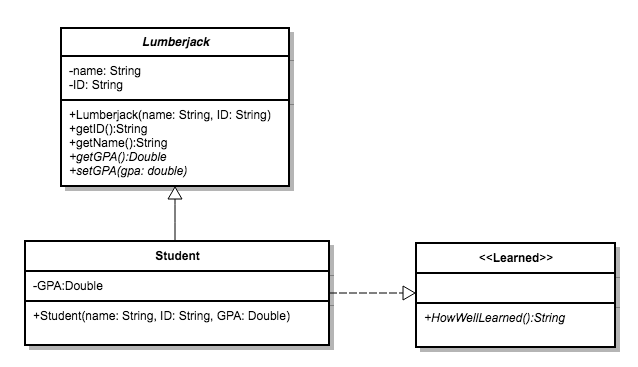 Lumberjack
-name: String
-ID: String
+Lumberjack(name: String, ID: String)
+getID():String
+getName():String
+getGPA():Double
+setGPA(gpa: double)
Student
-GPA:Double
+Student(name: String, ID: String, GPA: Double)
<<Learned>>
+HowWellLearned():String